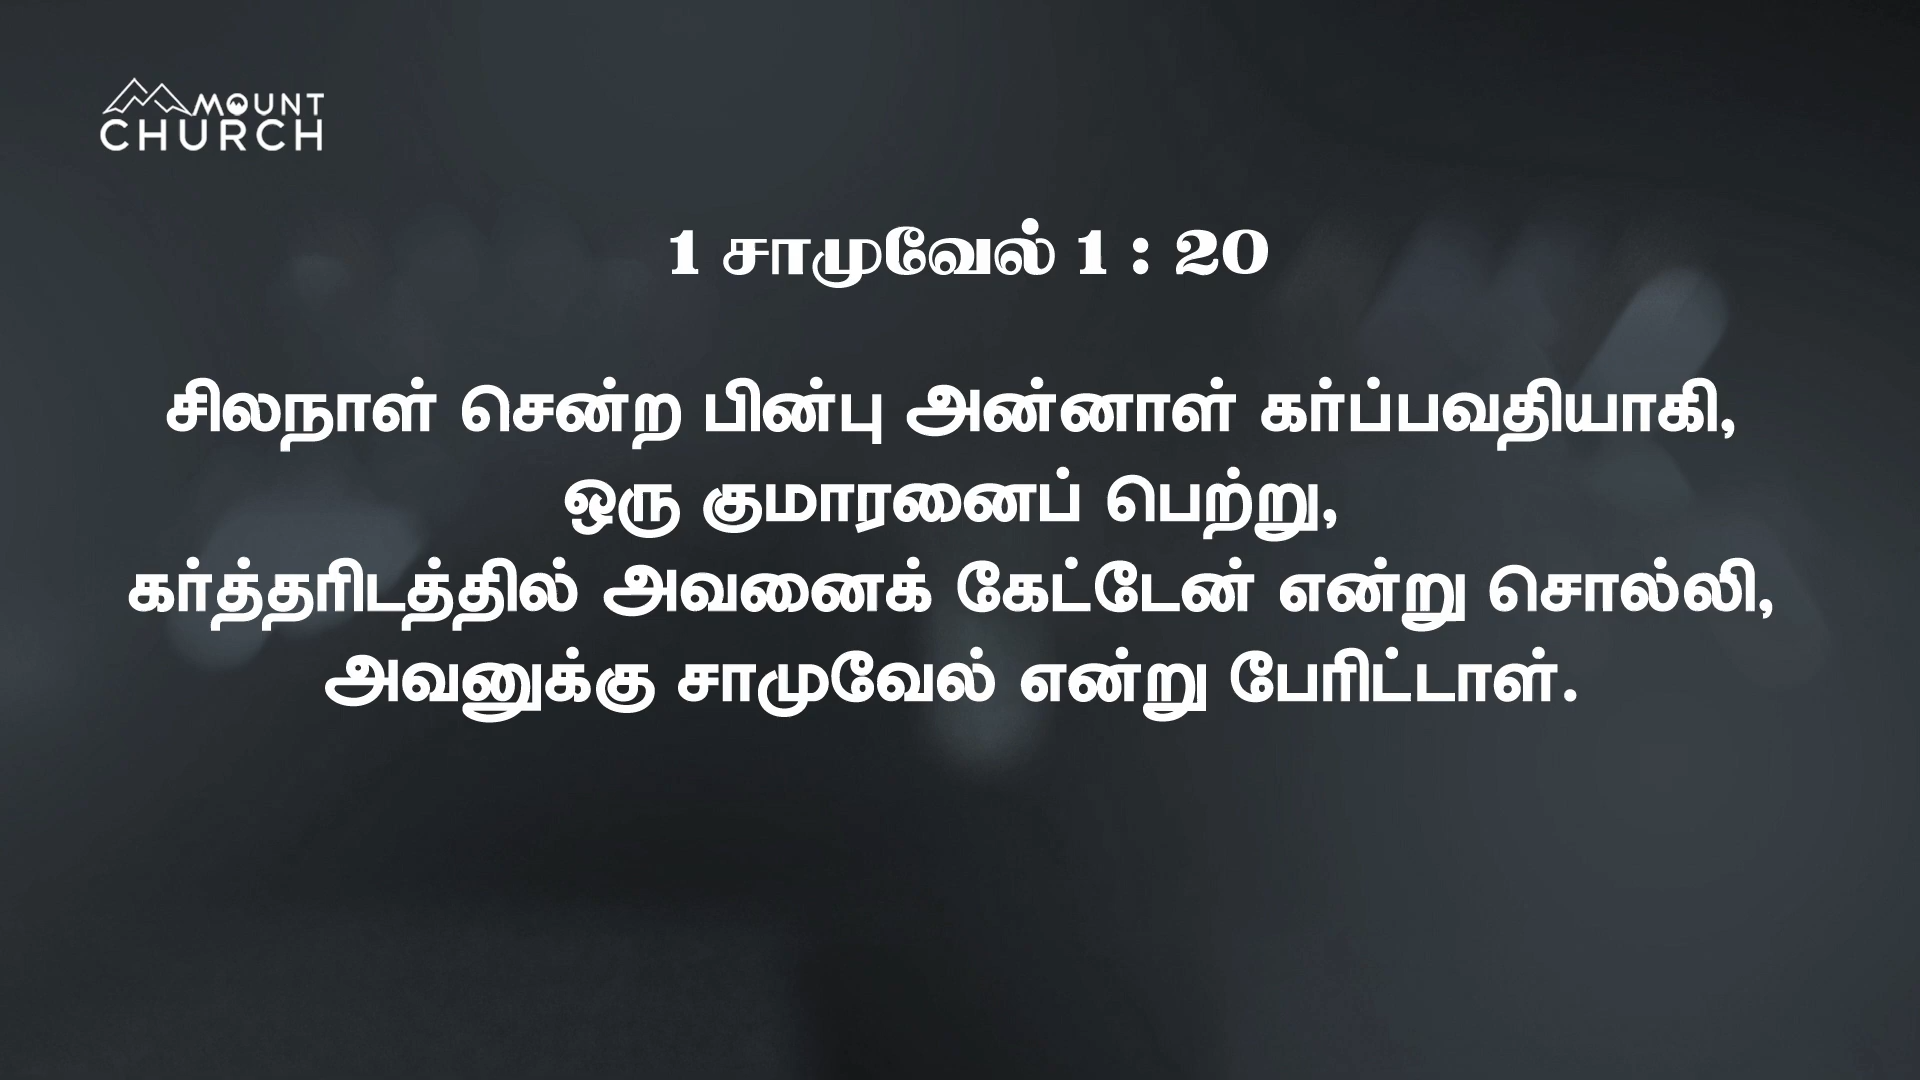 MOUNT
CHURCH
1 சாமுவேல் 1 : 20
சிலநாள் சென்ற பின்பு அன்னாள் கர்ப்பவதியாகி,
ஒரு குமாரனைப் பெற்று,
கர்த்தரிடத்தில் அவனைக் கேட்டேன் என்று சொல்லி,
அவனுக்கு சாமுவேல் என்று பேரிட்டாள்.